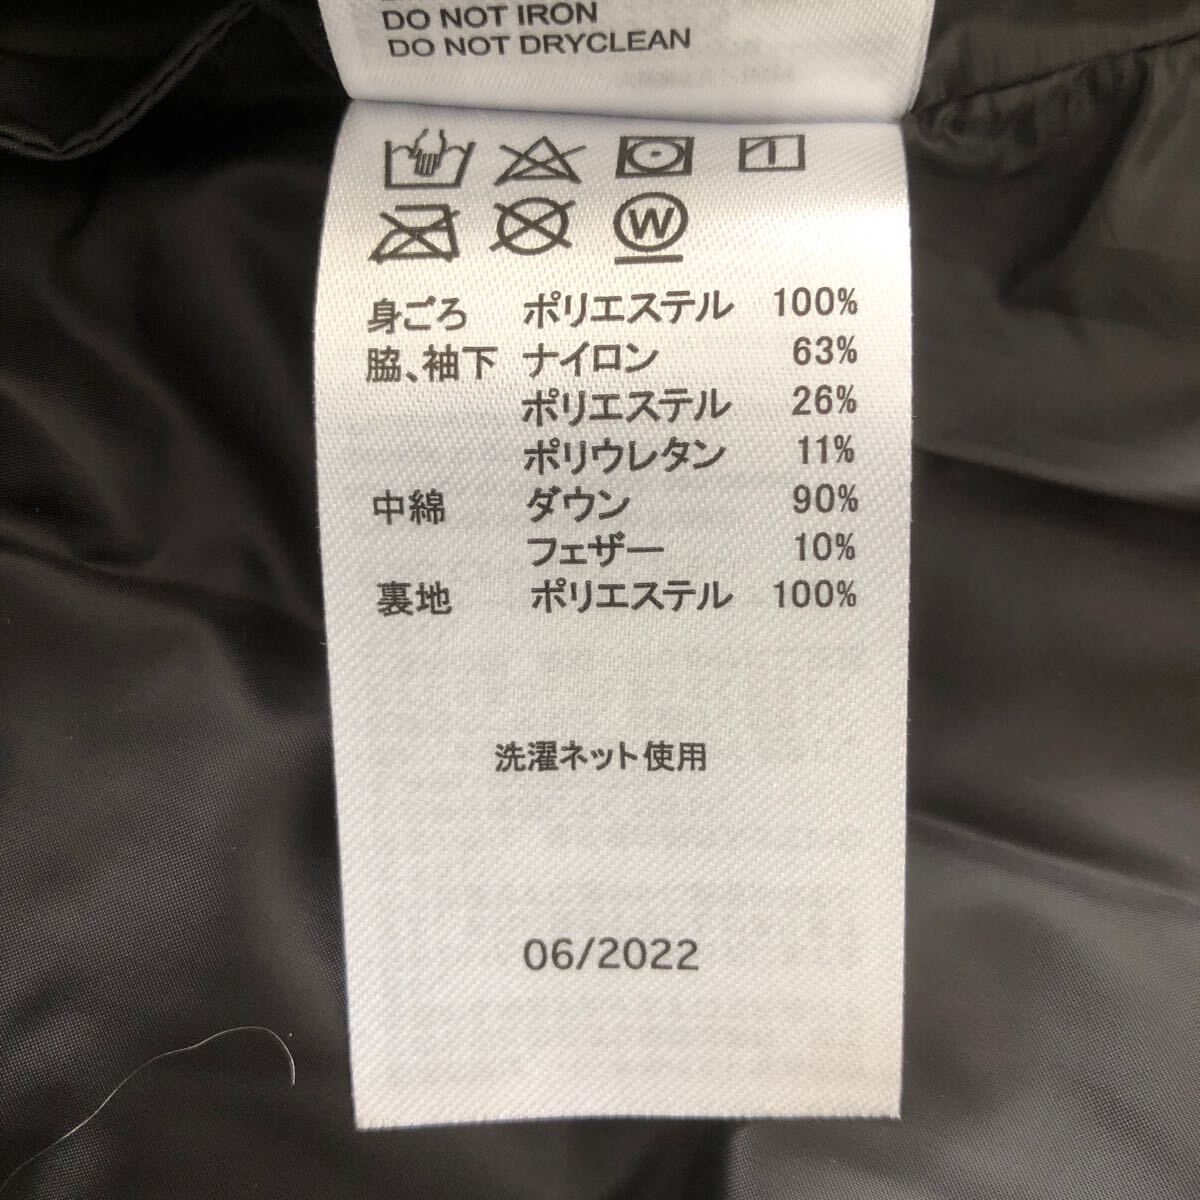 DO NOT IRON
DO NOT DRYCLEAN
W
身ごろ ポリエステル 100%
脇、袖下 ナイロン 63%
ポリエステル 26%
ポリウレタン 11%
中綿 ダウン 90%
フェザー 10%
裏地 ポリエステル 100%
洗濯ネット使用
06/2022